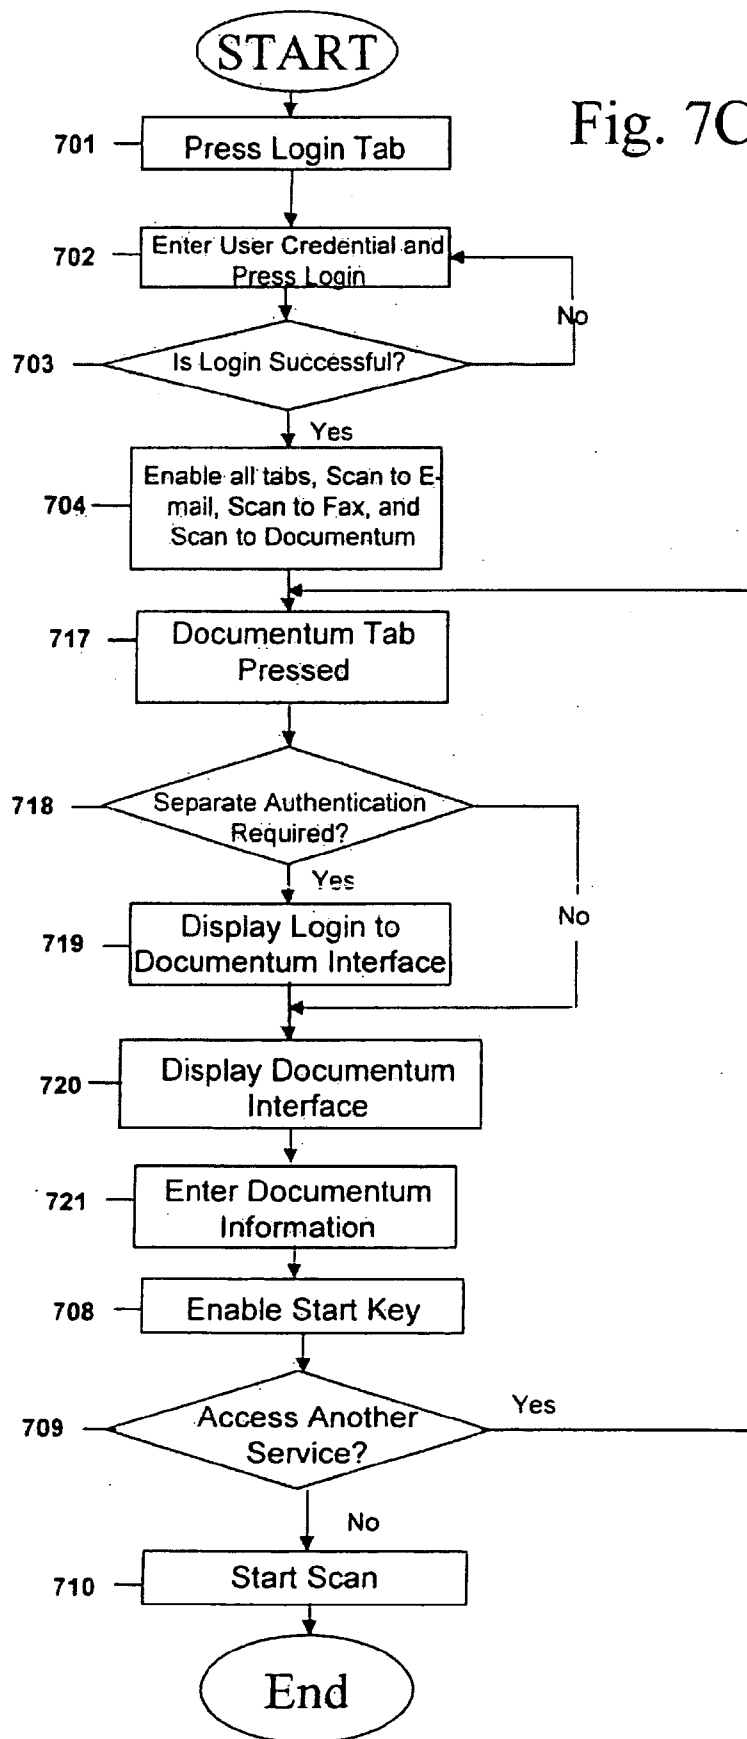 START
Fig. 7C
701
Press Login Tab
702
Enter User Credential and
Press Login
No
703
Is Login Successful?
Yes
704
Enable all tabs, Scan to E-
mail, Scan to Fax, and
Scan to Documentum
717
Documentum Tab
Pressed
718
Separate Authentication
Required?
Yes
No
719
Display Login to
Documentum Interface
720
Display Documentum
Interface
721
Enter Documentum
Information
708
Enable Start Key
709
Access Another
Service?
Yes
No
710
Start Scan
End